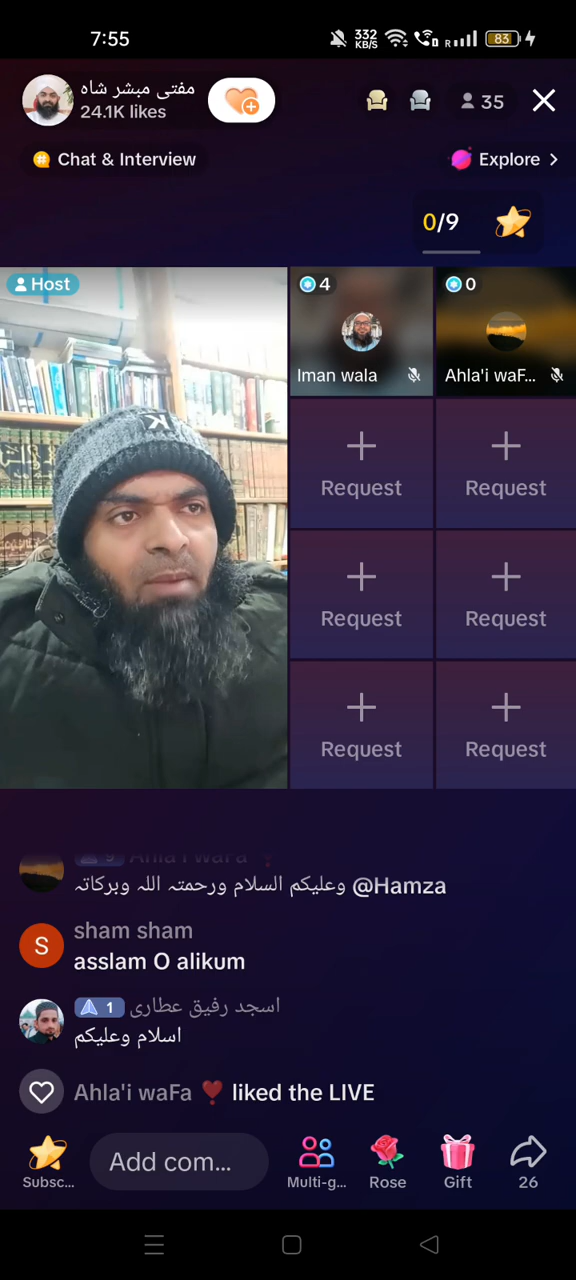 7:55
332
KB/S
R
83
مفتی مبشر شاہ
24.1K likes
35
Chat & Interview
Explore >
0/9
Host
4
0
K
Iman wala
Ahla'i waF...
Request
Request
Request
Request
Request
Request
Ahla'i waFa
@Hamza وعلیکم السلام ورحمتہ اللہ وبرکاتہ
S
sham sham
asslam O alikum
1 اسجد رفیق عطاری
اسلام وعلیکم
Ahla'i waFa liked the LIVE
Subsc...
Add com...
Multi-g...
Rose
Gift
26